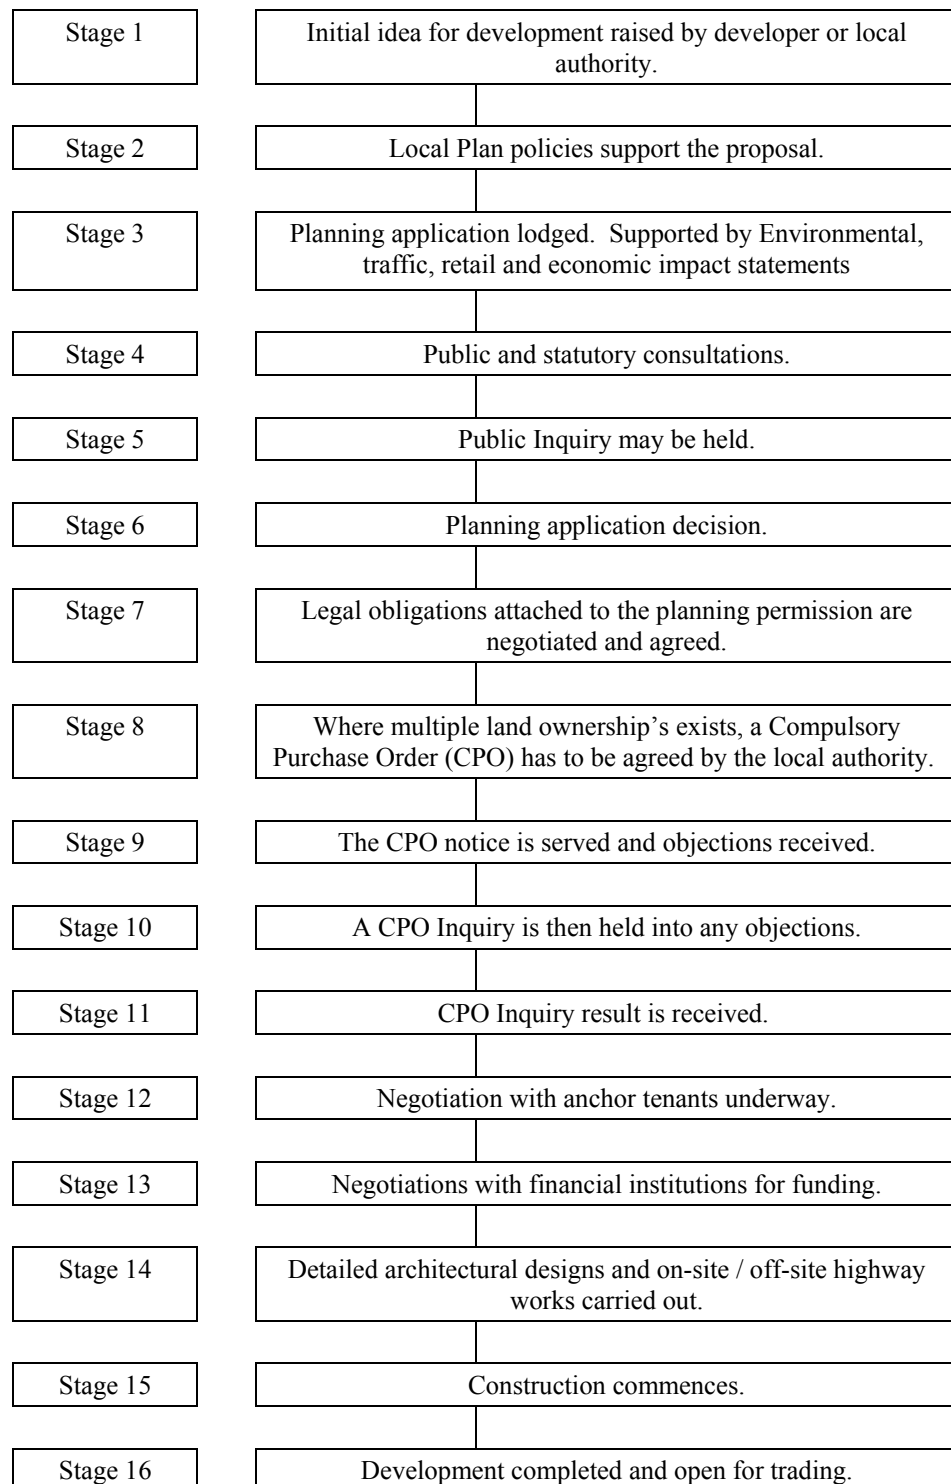 Stage 1
Initial idea for development raised by developer or local
authority.
Stage 2
Local Plan policies support the proposal.
Stage 3
Planning application lodged.  Supported by Environmental,
traffic, retail and economic impact statements
Stage 4
Public and statutory consultations.
Stage 5
Public Inquiry may be held.
Stage 6
Planning application decision.
Stage 7
Legal obligations attached to the planning permission are
negotiated and agreed.
Stage 8
Where multiple land ownership’s exists, a Compulsory
Purchase Order (CPO) has to be agreed by the local authority.
Stage 9
The CPO notice is served and objections received.
Stage 10
A CPO Inquiry is then held into any objections.
Stage 11
CPO Inquiry result is received.
Stage 12
Negotiation with anchor tenants underway.
Stage 13
Negotiations with financial institutions for funding.
Stage 14
Detailed architectural designs and on-site / off-site highway
works carried out.
Stage 15
Construction commences.
Stage 16
Development completed and open for trading.